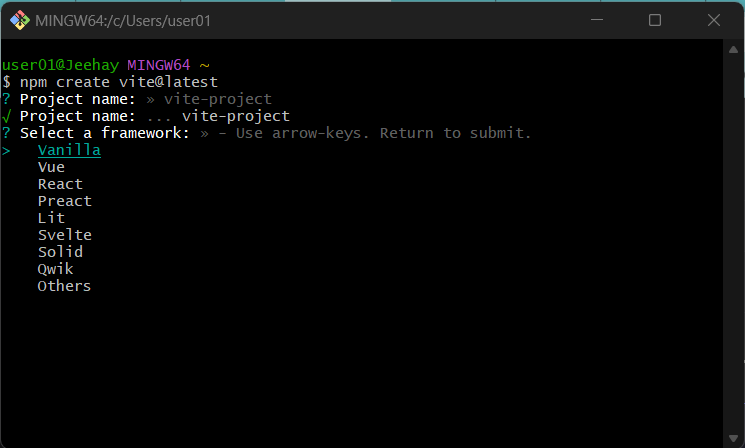 MINGW64:/c/Users/user01
user01@Jeehay MINGW64 ~
$ npm create vite@latest
? Project name: » vite-project
√ Project name: ... vite-project
? Select a framework: » - Use arrow-keys. Return to submit.
> Vanilla
Vue
React
Preact
Lit
Svelte
Solid
Qwik
Others